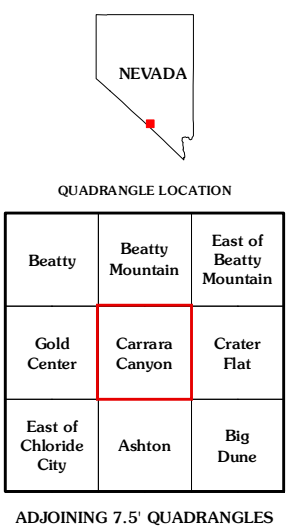 NEVADA
QUADRANGLE LOCATION
Beatty
Beatty
Mountain
East of
Beatty
Mountain
Gold
Center
Carrara
Canyon
Crater
Flat
East of
Chloride
City
Ashton
Big
Dune
ADJOINING 7.5' QUADRANGLES